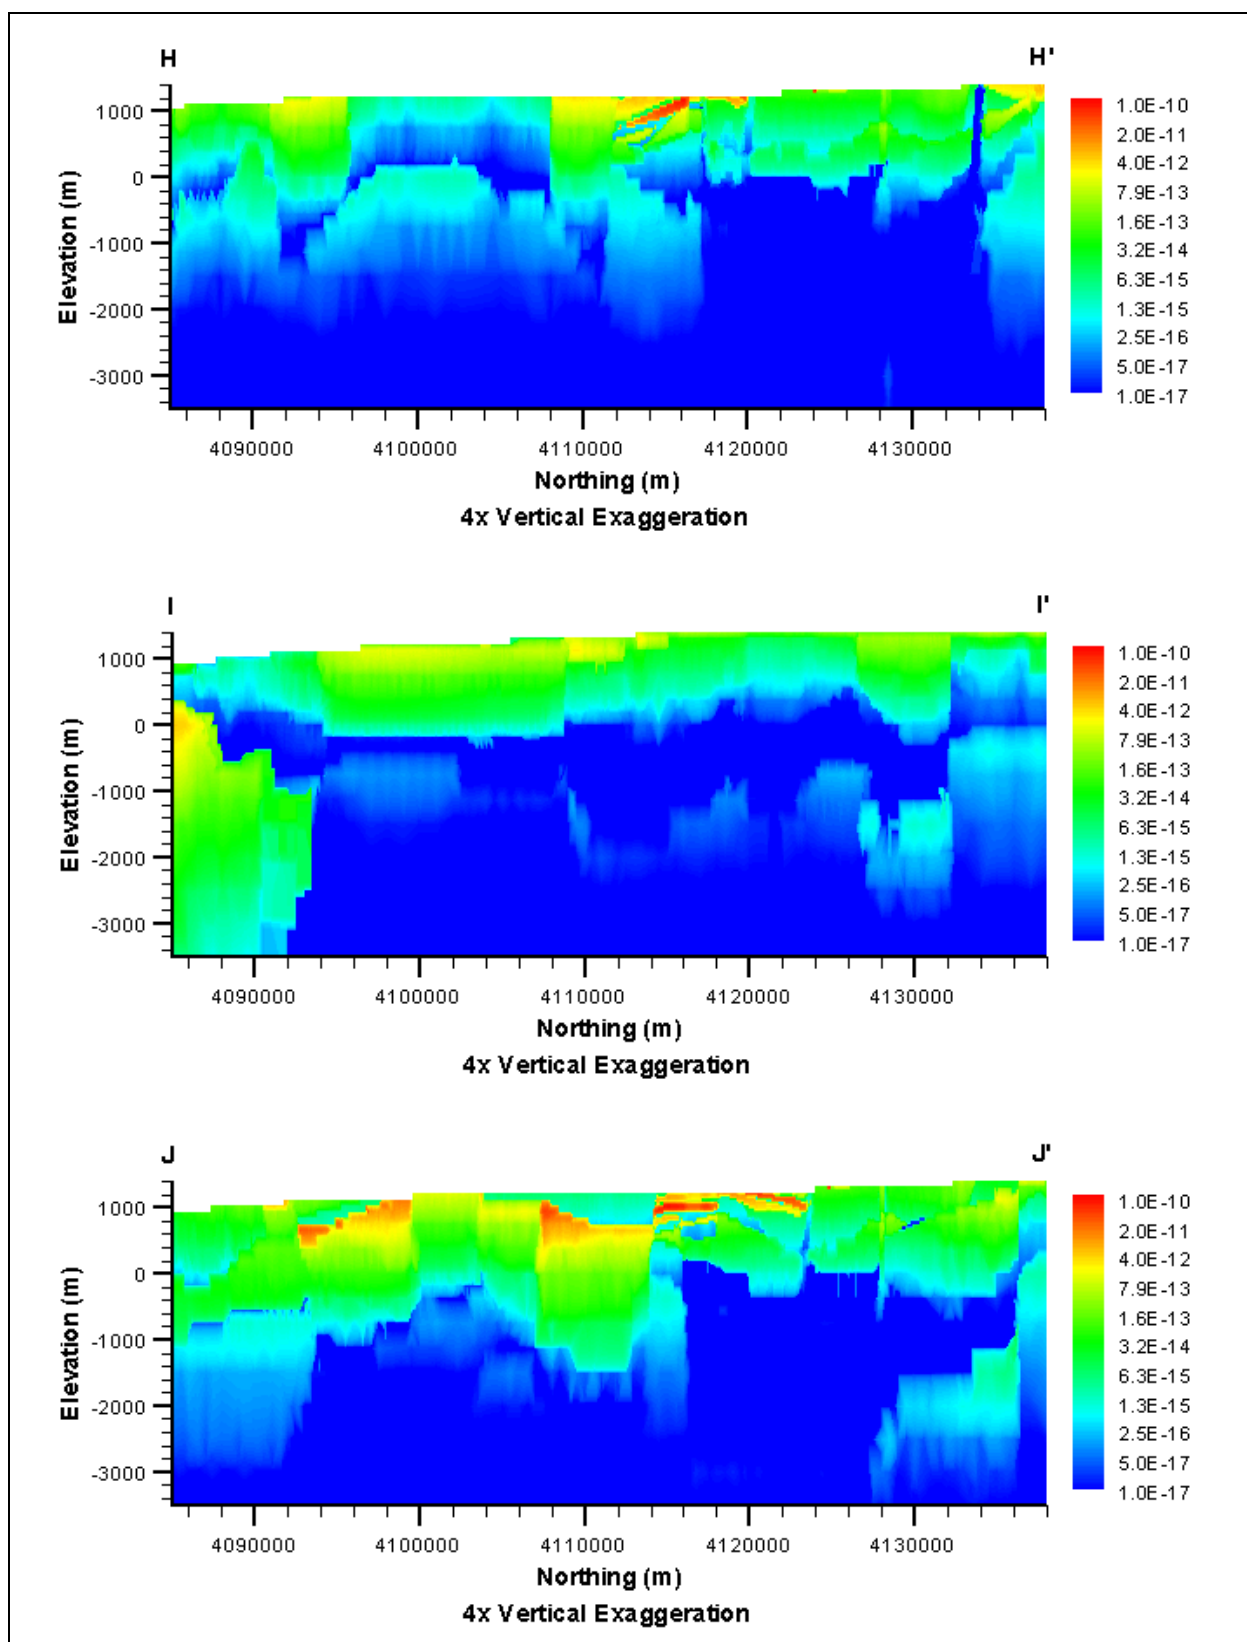 H H'
1000
0
-1000
-2000
-3000
Elevation (m)
4090000 4100000 4110000 4120000 4130000
Northing (m)
4x Vertical Exaggeration
1.0E-10
2.0E-11
4.0E-12
7.9E-13
1.6E-13
3.2E-14
6.3E-15
1.3E-15
2.5E-16
5.0E-17
1.0E-17
I I'
1000
0
-1000
-2000
-3000
Elevation (m)
4090000 4100000 4110000 4120000 4130000
Northing (m)
4x Vertical Exaggeration
1.0E-10
2.0E-11
4.0E-12
7.9E-13
1.6E-13
3.2E-14
6.3E-15
1.3E-15
2.5E-16
5.0E-17
1.0E-17
J J'
1000
0
-1000
-2000
-3000
Elevation (m)
4090000 4100000 4110000 4120000 4130000
Northing (m)
4x Vertical Exaggeration
1.0E-10
2.0E-11
4.0E-12
7.9E-13
1.6E-13
3.2E-14
6.3E-15
1.3E-15
2.5E-16
5.0E-17
1.0E-17